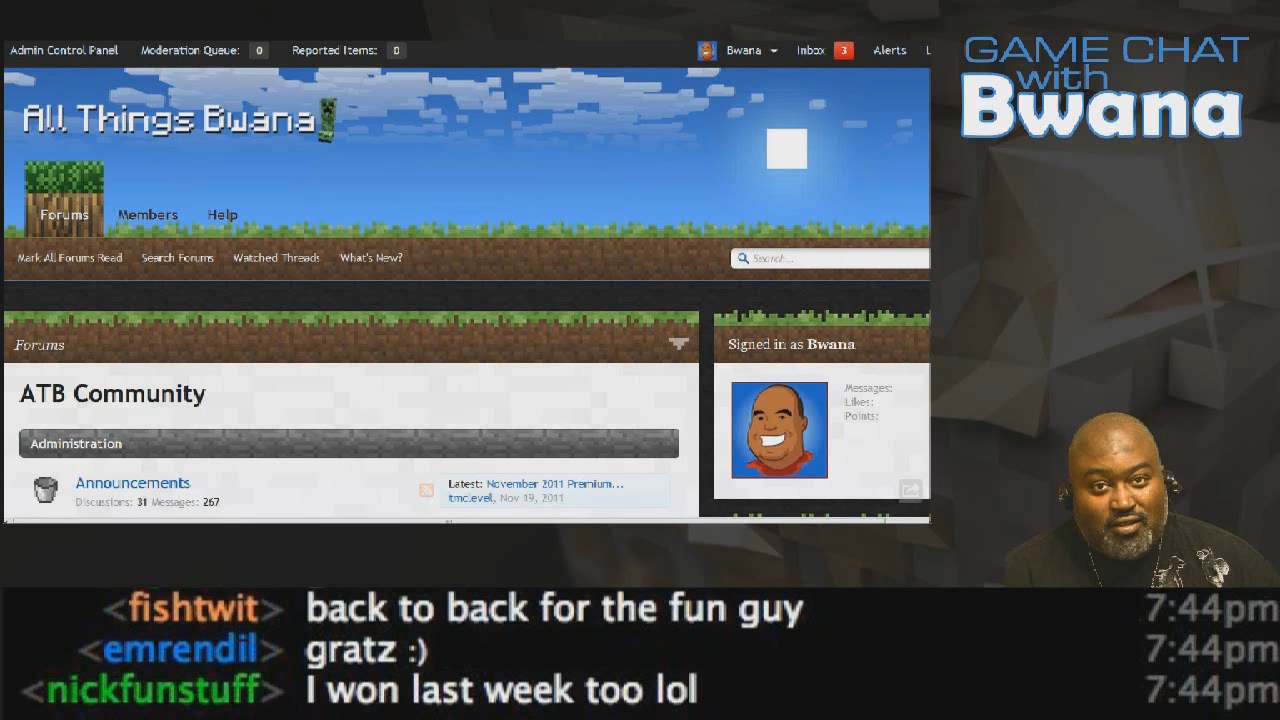 Admin Control Panel Moderation Queue: 0 Reported Items: 0 Bwana Inbox 3 Alerts L
GAME CHAT
with
Bwana
All Things Bwana
Forums Members Help
Mark All Forums Read Search Forums Watched Threads What's New? Search...
Forums
Signed in as Bwana
ATB Community
Messages:
Likes:
Points:
Administration
Announcements
Discussions: 31 Messages: 267
Latest: November 2011 Premium...
tmclevel, Nov 19, 2011
<fishtwit> back to back for the fun guy 7:44pm
<emrendil> gratz :) 7:44pm
<nickfunstuff> I won last week too lol 7:44pm